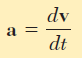 a = dv/dt